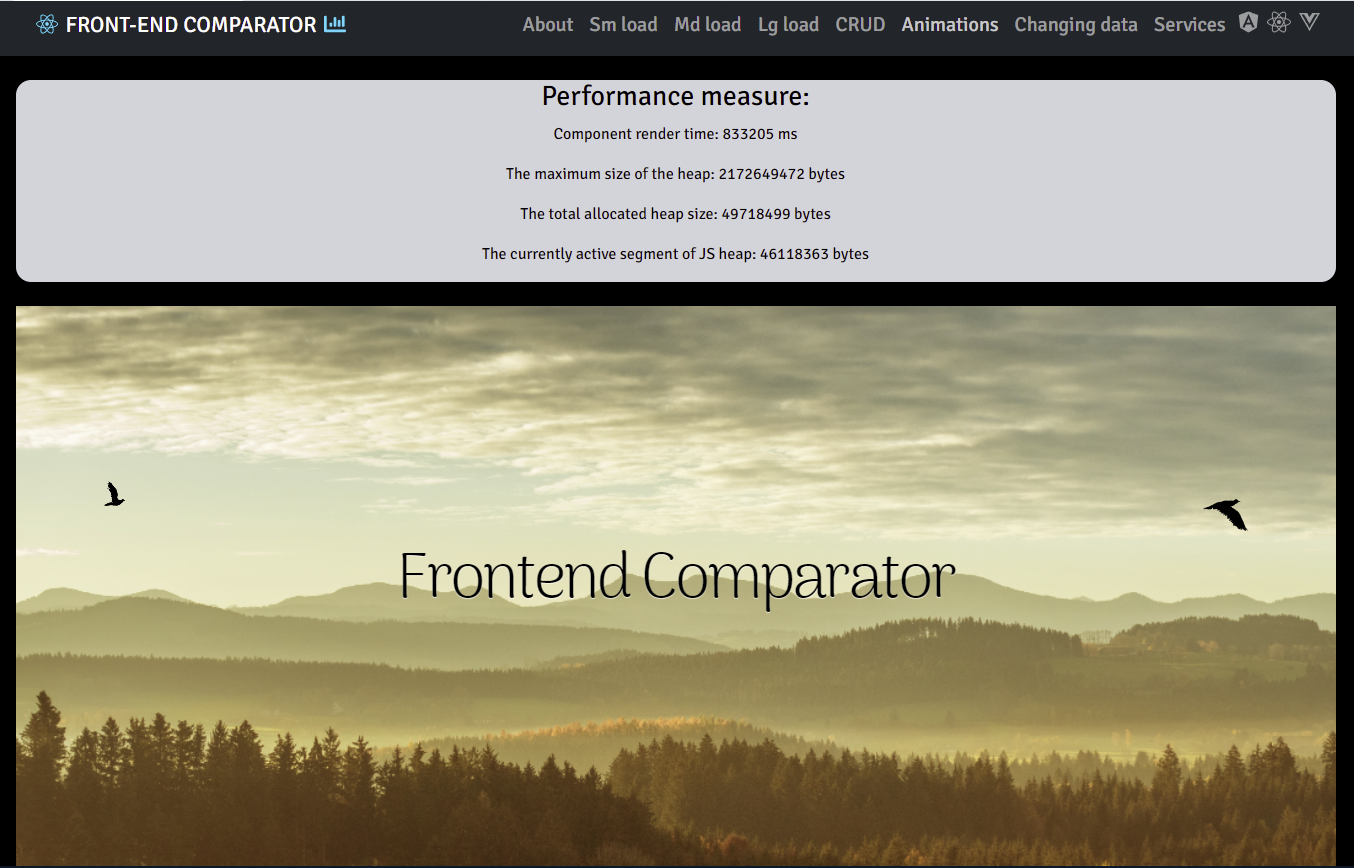 FRONT-END COMPARATOR About Sm load Md load Lg load CRUD Animations Changing data Services
Performance measure:
Component render time: 833205 ms
The maximum size of the heap: 2172649472 bytes
The total allocated heap size: 49718499 bytes
The currently active segment of JS heap: 46118363 bytes
Frontend Comparator